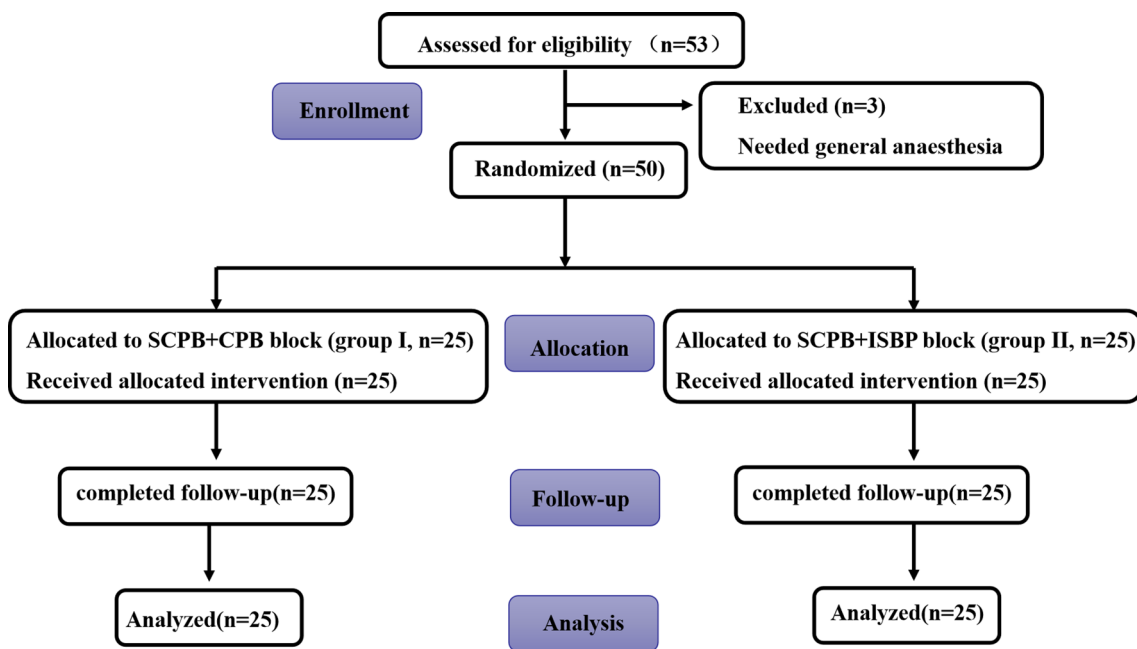 Assessed for eligibility （n=53）
Enrollment
Excluded (n=3)
Needed general anaesthesia
Randomized (n=50)
Allocated to SCPB+CPB block (group I, n=25)
Received allocated intervention (n=25)
Allocation
Allocated to SCPB+ISBP block (group II, n=25)
Received allocated intervention (n=25)
completed follow-up(n=25)
Follow-up
completed follow-up(n=25)
Analyzed(n=25)
Analysis
Analyzed(n=25)